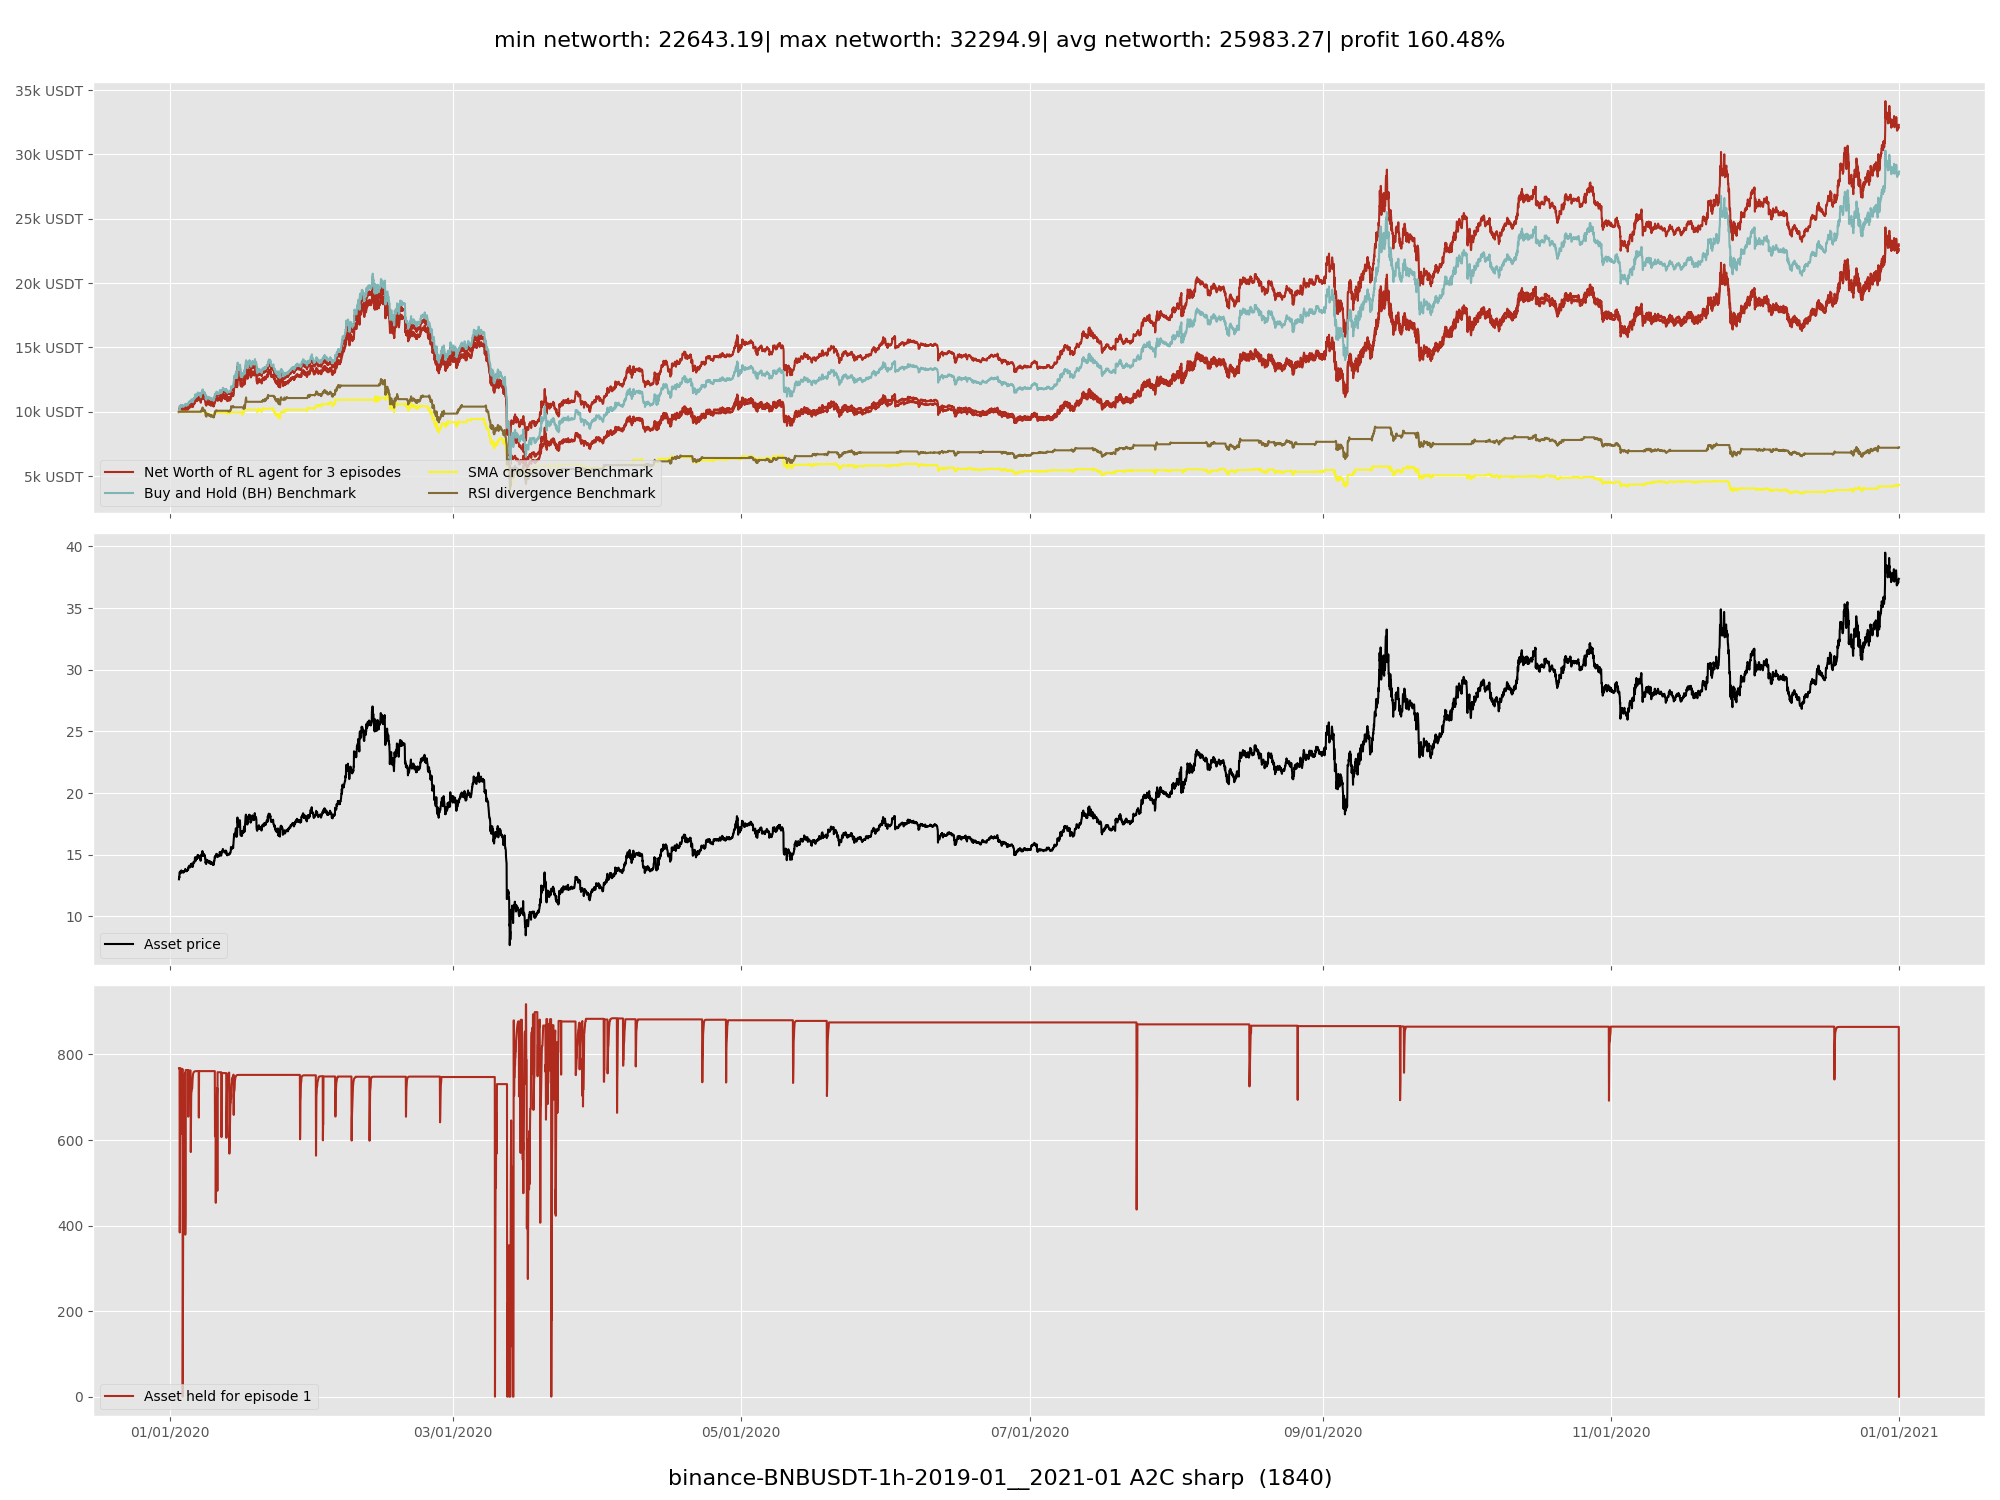 min networth: 22643.19| max networth: 32294.9| avg networth: 25983.27| profit 160.48%
35k USDT
30k USDT
25k USDT
20k USDT
15k USDT
10k USDT
5k USDT
Net Worth of RL agent for 3 episodes
Buy and Hold (BH) Benchmark
SMA crossover Benchmark
RSI divergence Benchmark
40
35
30
25
20
15
10
Asset price
800
600
400
200
0
Asset held for episode 1
01/01/2020
03/01/2020
05/01/2020
07/01/2020
09/01/2020
11/01/2020
01/01/2021
binance-BNBUSDT-1h-2019-01__2021-01 A2C sharp  (1840)